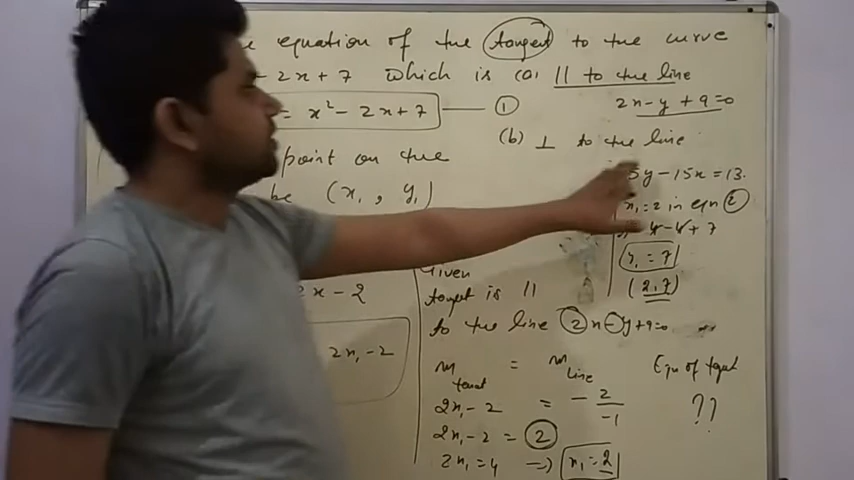 equation of the tangent to the curve
2x + 7 which is (a) // to the line
2x - y + 9 = 0
= x² - 2x + 7 —— ①
(b) ⊥ to the line
5y - 15x = 13.
point on the
be (x₁, y₁)
x₁ = 2 in eqn ②
4 - 4 + 7
y₁ = 7
(2, 7)
2x - 2
2x₁ - 2
Given
tangent is //
to the line 2x - y + 9 = 0
m = m line
2x₁ - 2 = - 2/-1
2x₁ - 2 = 2
2x₁ = 4 => x₁ = 2
Eqn of tangent
??